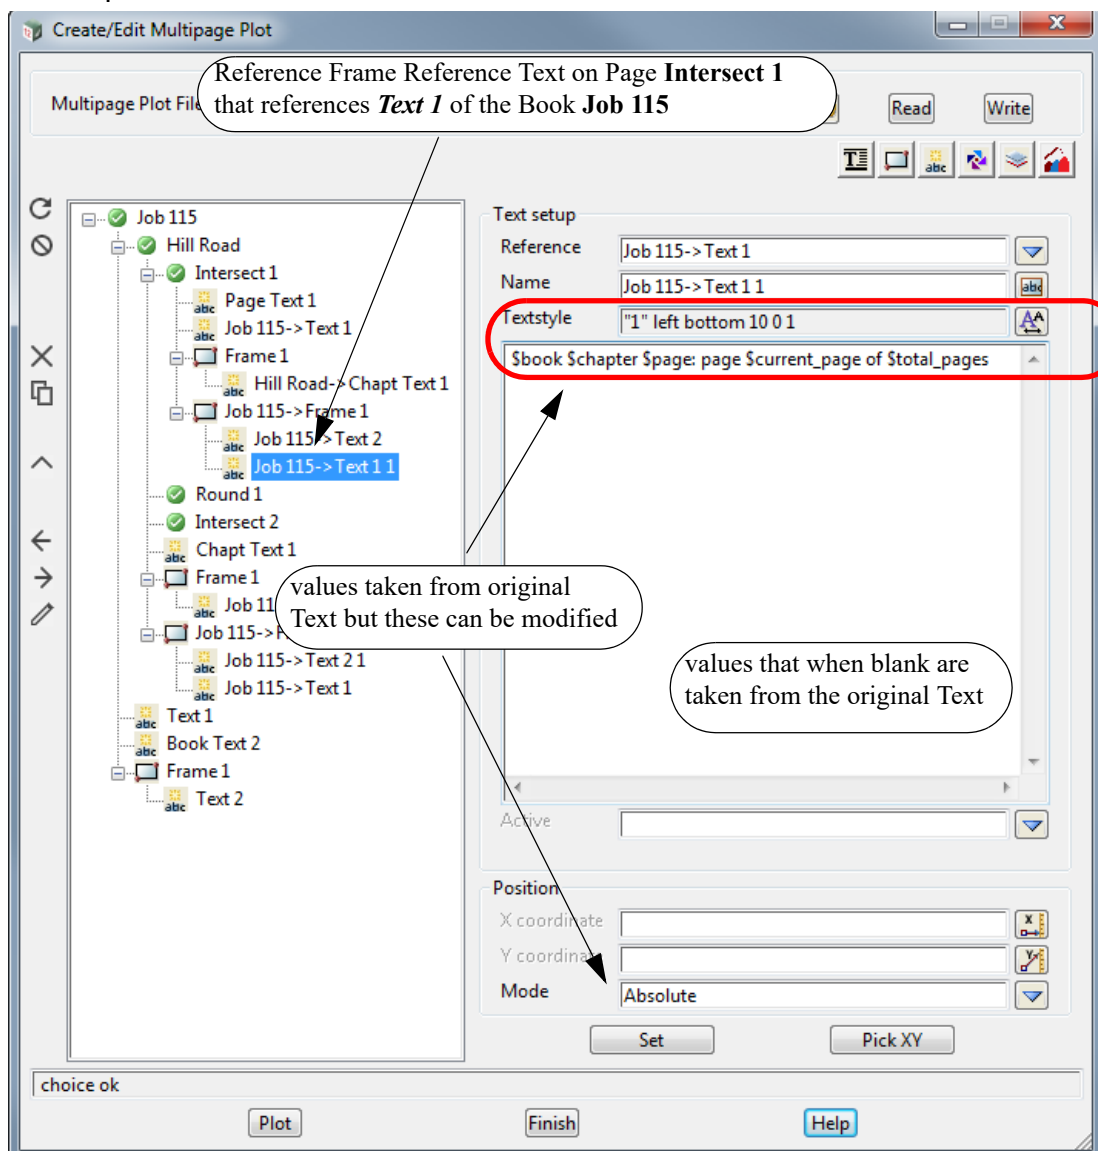 Create/Edit Multipage Plot
Reference Frame Reference Text on Page Intersect 1
that references Text 1 of the Book Job 115
Multipage Plot File
Read
Write
Job 115
Hill Road
Intersect 1
Page Text 1
Job 115->Text 1
Frame 1
Hill Road->Chapt Text 1
Job 115->Frame 1
Job 115->Text 2
Job 115->Text 1 1
Round 1
Intersect 2
Chapt Text 1
Frame 1
Job 11
Job 115->F
Job 115->Text 2 1
Job 115->Text 1
Text 1
Book Text 2
Frame 1
Text 2
Text setup
Reference
Job 115->Text 1
Name
Job 115->Text 1 1
abc
Textstyle
"1" left bottom 10 0 1
$book $chapter $page: page $current_page of $total_pages
values taken from original
Text but these can be modified
values that when blank are
taken from the original Text
Active
Position
X coordinate
Y coordinate
Mode
Absolute
Set
Pick XY
choice ok
Plot
Finish
Help